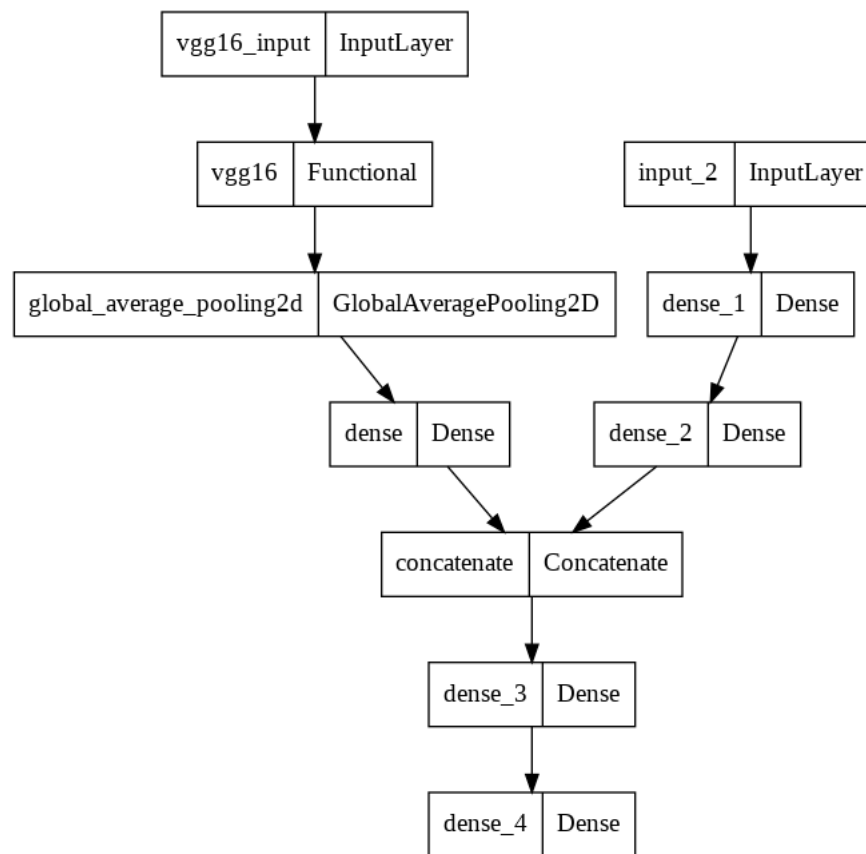 vgg16_input InputLayer
vgg16 Functional
input_2 InputLayer
global_average_pooling2d GlobalAveragePooling2D
dense_1 Dense
dense Dense
dense_2 Dense
concatenate Concatenate
dense_3 Dense
dense_4 Dense